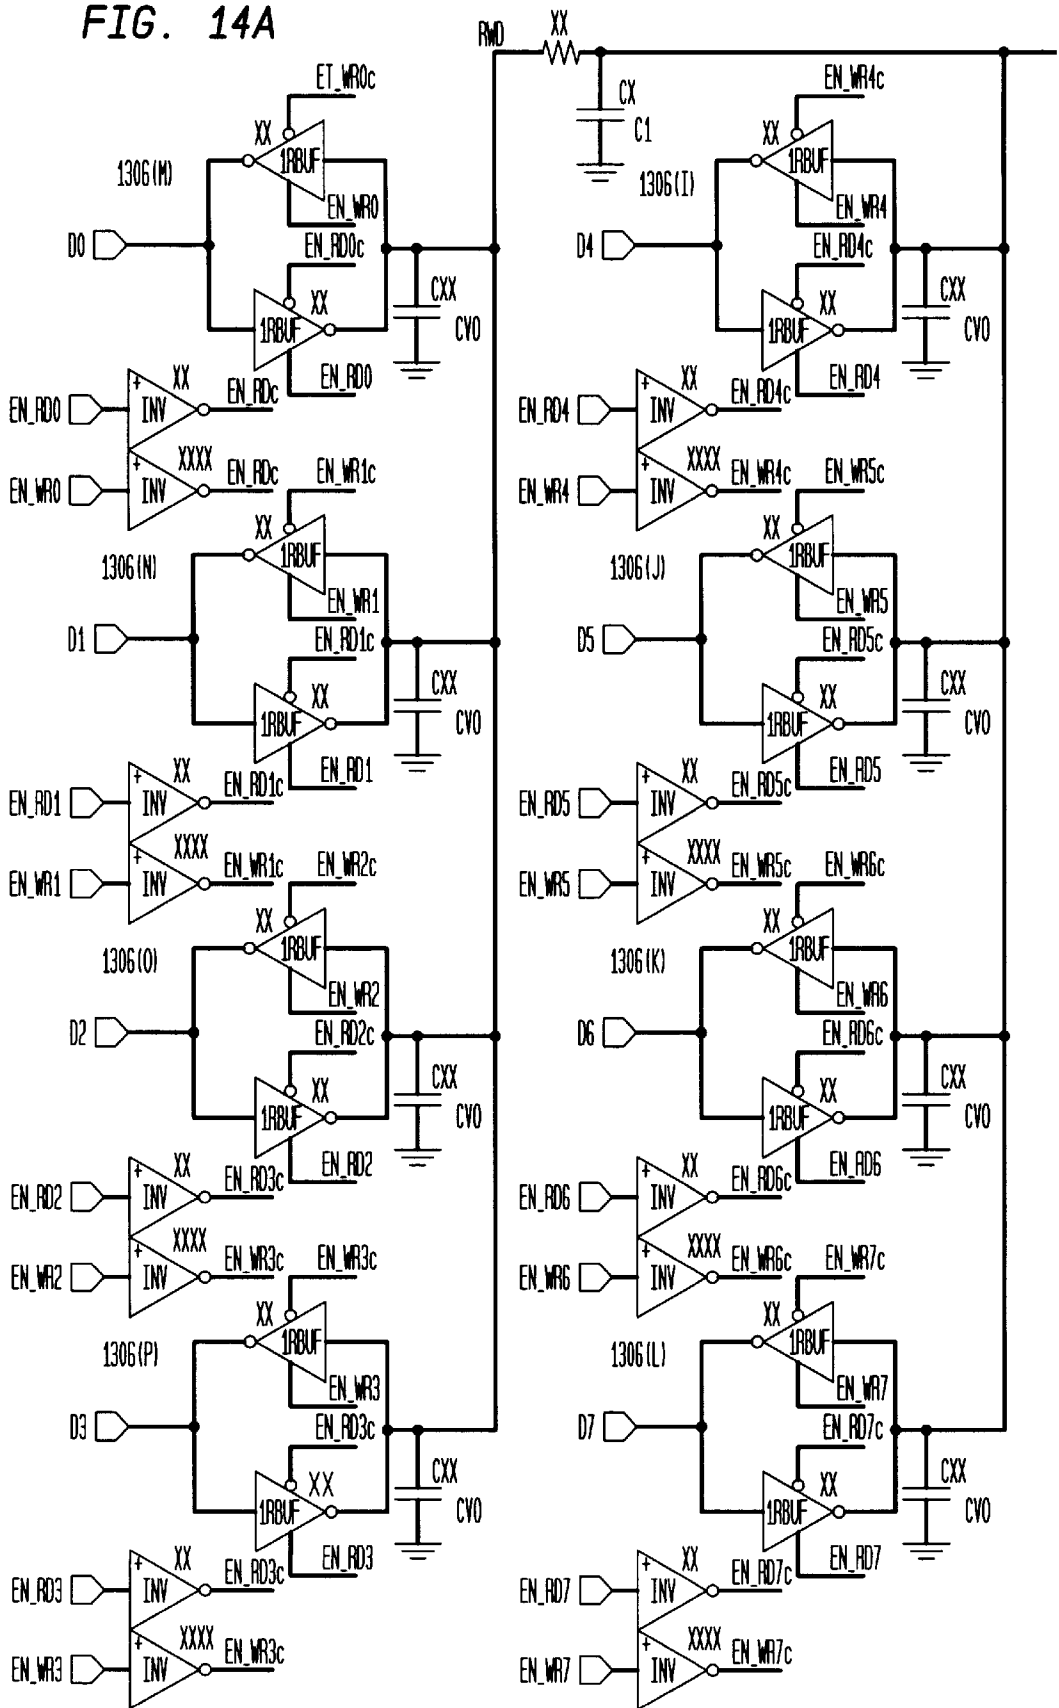 FIG. 14A
RWD
XX
CX
C1
ET_WR0c
XX
1RBUF
1306(M)
EN_WR0
EN_RD0c
D0
XX
1RBUF
CXX
CV0
EN_RD0
EN_RD0
+
INV
XX
EN_RDc
EN_WR0
+
INV
XXXX
EN_RDc
EN_WR1c
XX
1RBUF
1306(N)
EN_WR1
EN_RD1c
D1
XX
1RBUF
CXX
CV0
EN_RD1
EN_RD1
+
INV
XX
EN_RD1c
EN_WR1
+
INV
XXXX
EN_WR1c
EN_WR2c
XX
1RBUF
1306(O)
EN_WR2
EN_RD2c
D2
XX
1RBUF
CXX
CV0
EN_RD2
EN_RD2
+
INV
XX
EN_RD3c
EN_WR2
+
INV
XXXX
EN_WR3c
EN_WR3c
XX
1RBUF
1306(P)
EN_WR3
EN_RD3c
D3
XX
1RBUF
CXX
CV0
EN_RD3
EN_RD3
+
INV
XX
EN_RD3c
EN_WR3
+
INV
XXXX
EN_WR3c
EN_WR4c
XX
1RBUF
1306(I)
EN_WR4
EN_RD4c
D4
XX
1RBUF
CXX
CV0
EN_RD4
EN_RD4
+
INV
XX
EN_RD4c
EN_WR4
+
INV
XXXX
EN_WR4c
EN_WR5c
XX
1RBUF
1306(J)
EN_WR5
EN_RD5c
D5
XX
1RBUF
CXX
CV0
EN_RD5
EN_RD5
+
INV
XX
EN_RD5c
EN_WR5
+
INV
XXXX
EN_WR5c
EN_WR6c
XX
1RBUF
1306(K)
EN_WR6
EN_RD6c
D6
XX
1RBUF
CXX
CV0
EN_RD6
EN_RD6
+
INV
XX
EN_RD6c
EN_WR6
+
INV
XXXX
EN_WR6c
EN_WR7c
XX
1RBUF
1306(L)
EN_WR7
EN_RD7c
D7
XX
1RBUF
CXX
CV0
EN_RD7
EN_RD7
+
INV
XX
EN_RD7c
EN_WR7
+
INV
XXXX
EN_WR7c